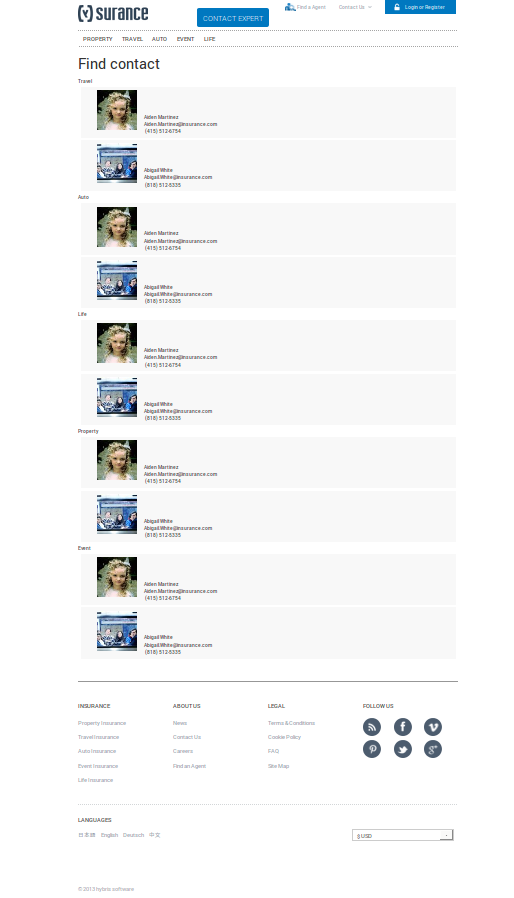 (y) surance
CONTACT EXPERT
Find a Agent
Contact Us
Login or Register
PROPERTY TRAVEL AUTO EVENT LIFE
Find contact
Travel
Aiden Martinez
Aiden.Martinez@insurance.com
(415) 512-6754
Abigail White
Abigail.White@insurance.com
(818) 512-5335
Auto
Aiden Martinez
Aiden.Martinez@insurance.com
(415) 512-6754
Abigail White
Abigail.White@insurance.com
(818) 512-5335
Life
Aiden Martinez
Aiden.Martinez@insurance.com
(415) 512-6754
Abigail White
Abigail.White@insurance.com
(818) 512-5335
Property
Aiden Martinez
Aiden.Martinez@insurance.com
(415) 512-6754
Abigail White
Abigail.White@insurance.com
(818) 512-5335
Event
Aiden Martinez
Aiden.Martinez@insurance.com
(415) 512-6754
Abigail White
Abigail.White@insurance.com
(818) 512-5335
INSURANCE
Property Insurance
Travel Insurance
Auto Insurance
Event Insurance
Life Insurance
ABOUT US
News
Contact Us
Careers
Find an Agent
LEGAL
Terms & Conditions
Cookie Policy
FAQ
Site Map
FOLLOW US
LANGUAGES
日本語 English Deutsch 中文
$ USD
© 2013 hybris software